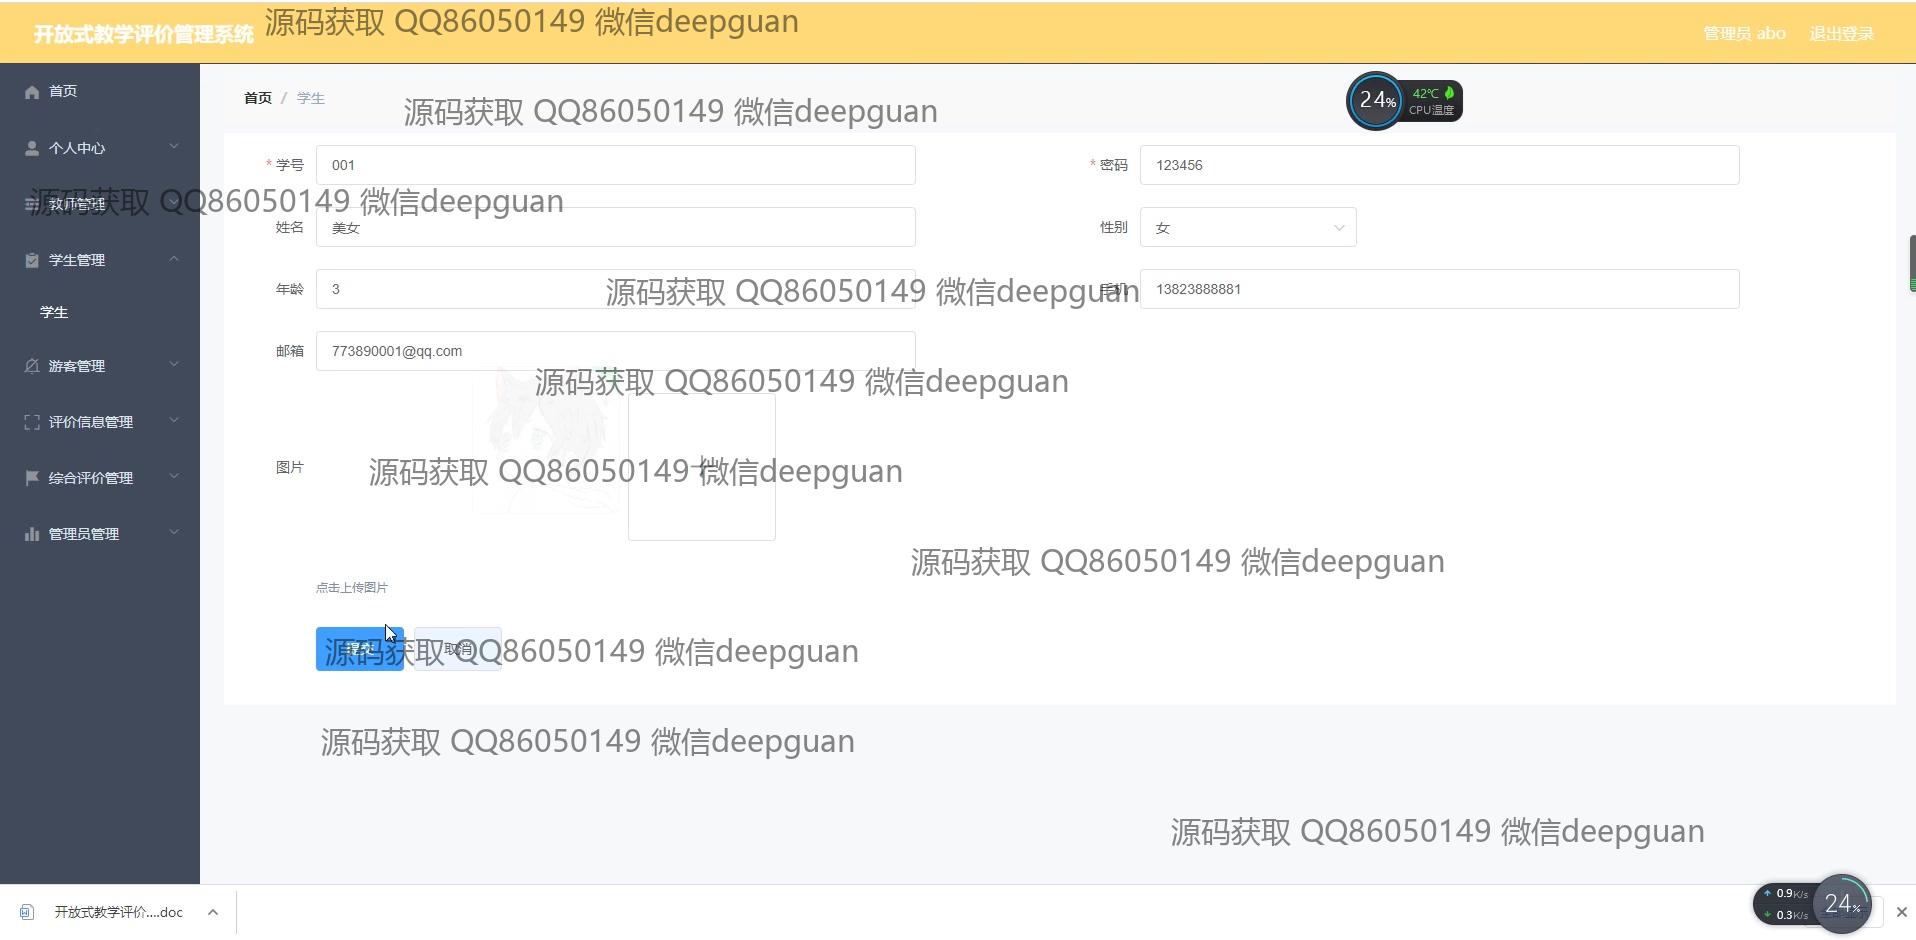 开放式教学评价管理系统
源码获取 QQ86050149 微信deepguan
管理员 abo
退出登录
首页
首页 / 学生
源码获取 QQ86050149 微信deepguan
24%
42℃
CPU温度
个人中心
* 学号
001
* 密码
123456
教师管理
源码获取 QQ86050149 微信deepguan
姓名
美女
性别
女
学生管理
年龄
3
源码获取 QQ86050149 微信deepguan
手机
13823888881
学生
邮箱
773890001@qq.com
游客管理
源码获取 QQ86050149 微信deepguan
评价信息管理
图片
源码获取 QQ86050149 微信deepguan
综合评价管理
管理员管理
源码获取 QQ86050149 微信deepguan
点击上传图片
提交
取消
源码获取 QQ86050149 微信deepguan
源码获取 QQ86050149 微信deepguan
源码获取 QQ86050149 微信deepguan
开放式教学评价....doc
0.9K/s
0.3K/s
24%